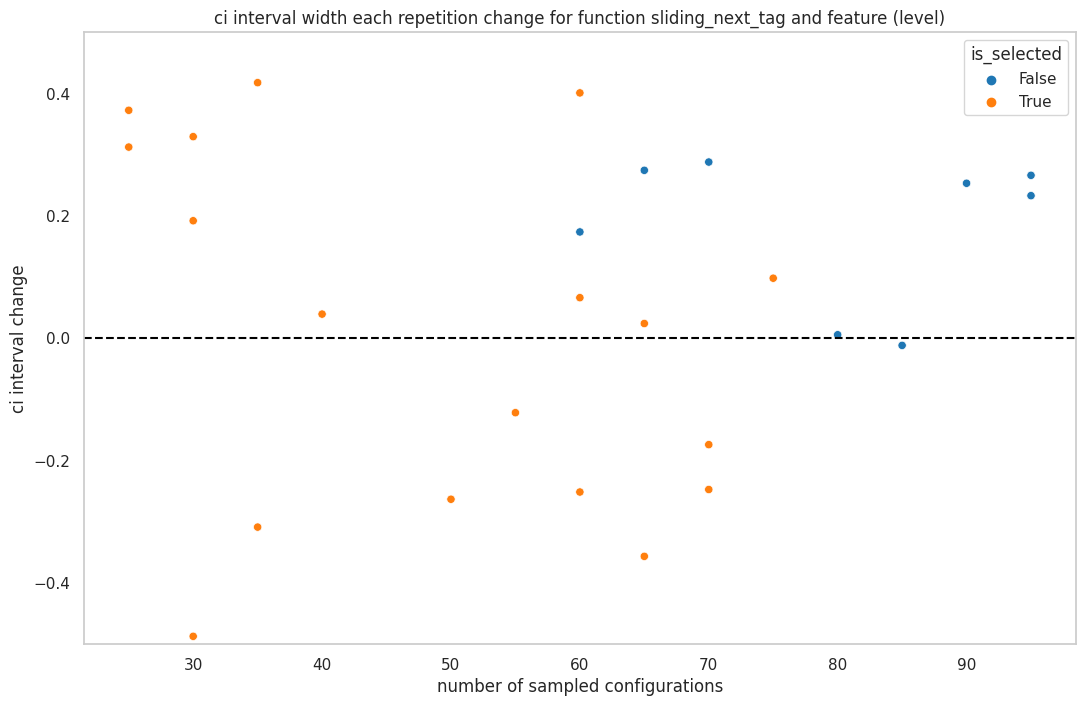 ci interval width each repetition change for function sliding_next_tag and feature (level)
is_selected
False
True
ci interval change
0.4
0.2
0.0
−0.2
−0.4
30 40 50 60 70 80 90
number of sampled configurations